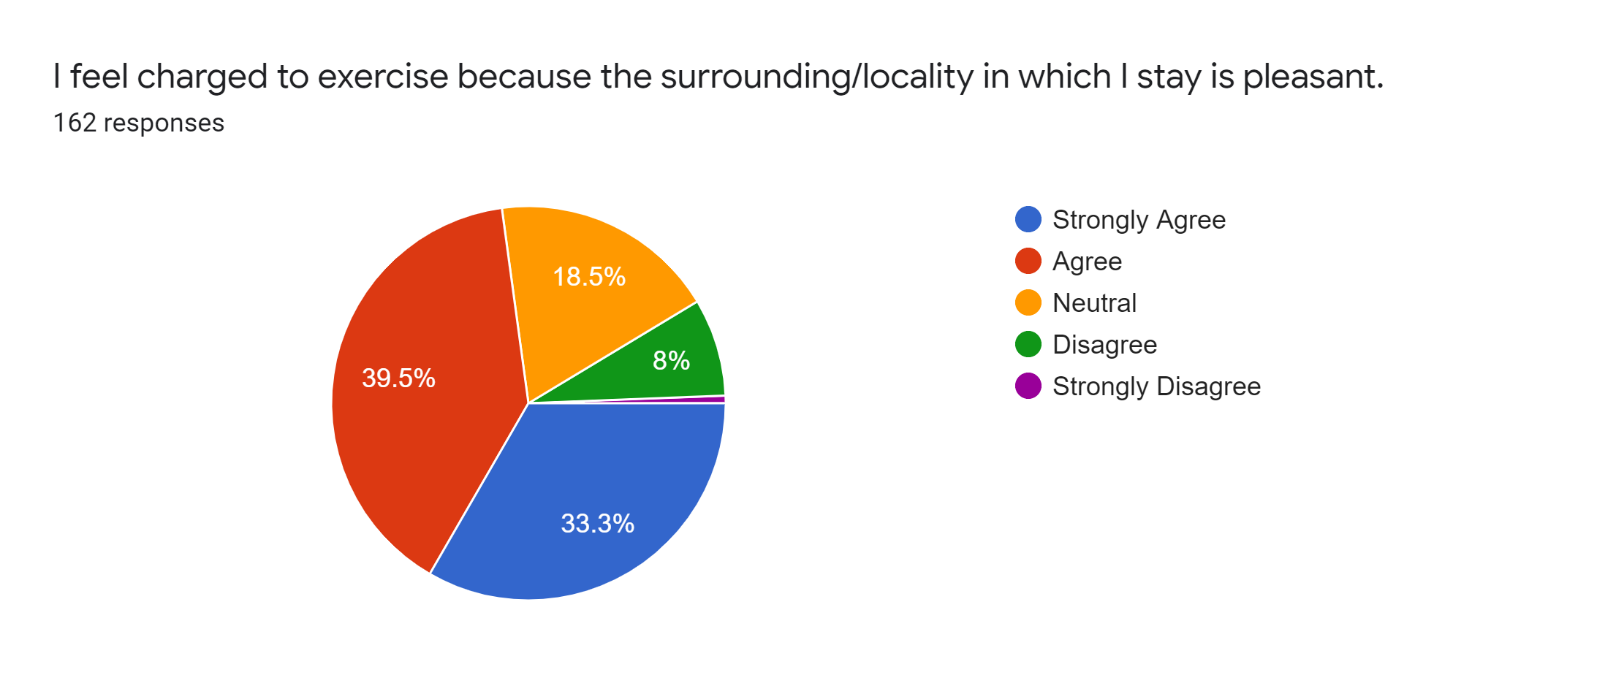 I feel charged to exercise because the surrounding/locality in which I stay is pleasant.
162 responses
18.5%
8%
39.5%
33.3%
Strongly Agree
Agree
Neutral
Disagree
Strongly Disagree